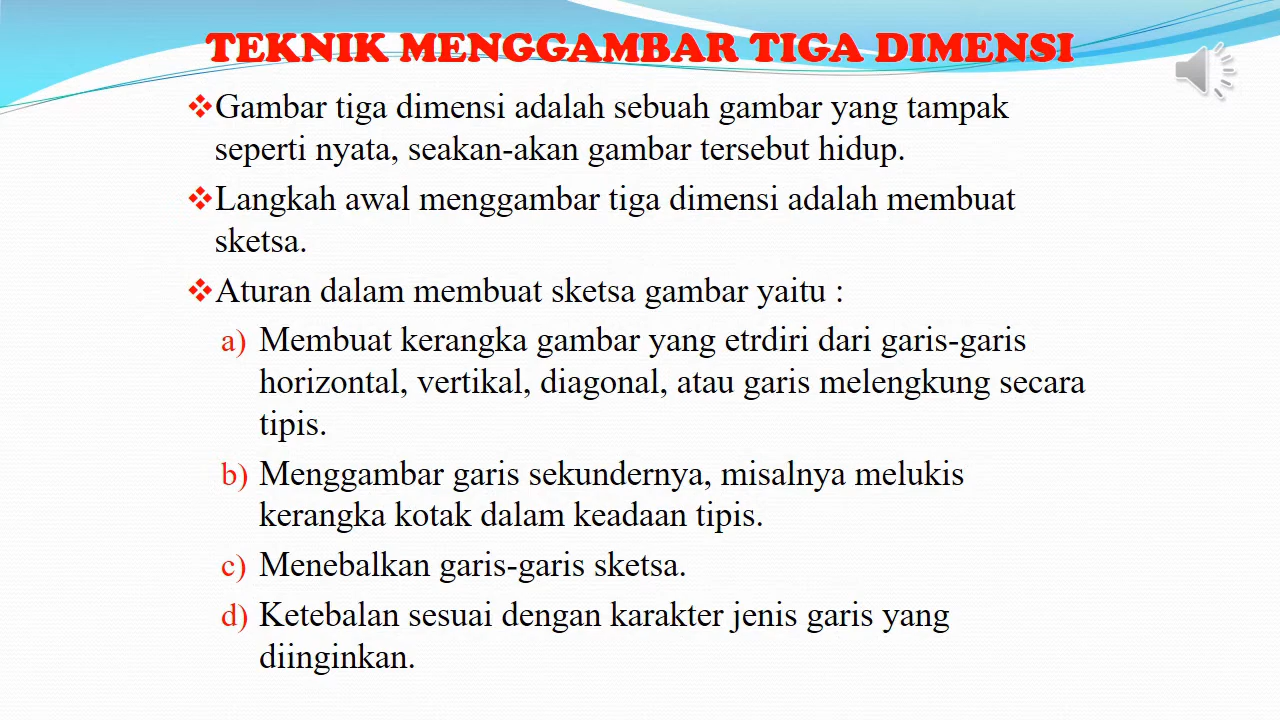 TEKNIK MENGGAMBAR TIGA DIMENSI
❖Gambar tiga dimensi adalah sebuah gambar yang tampak
seperti nyata, seakan-akan gambar tersebut hidup.
❖Langkah awal menggambar tiga dimensi adalah membuat
sketsa.
❖Aturan dalam membuat sketsa gambar yaitu :
a) Membuat kerangka gambar yang etrdiri dari garis-garis
horizontal, vertikal, diagonal, atau garis melengkung secara
tipis.
b) Menggambar garis sekundernya, misalnya melukis
kerangka kotak dalam keadaan tipis.
c) Menebalkan garis-garis sketsa.
d) Ketebalan sesuai dengan karakter jenis garis yang
diinginkan.